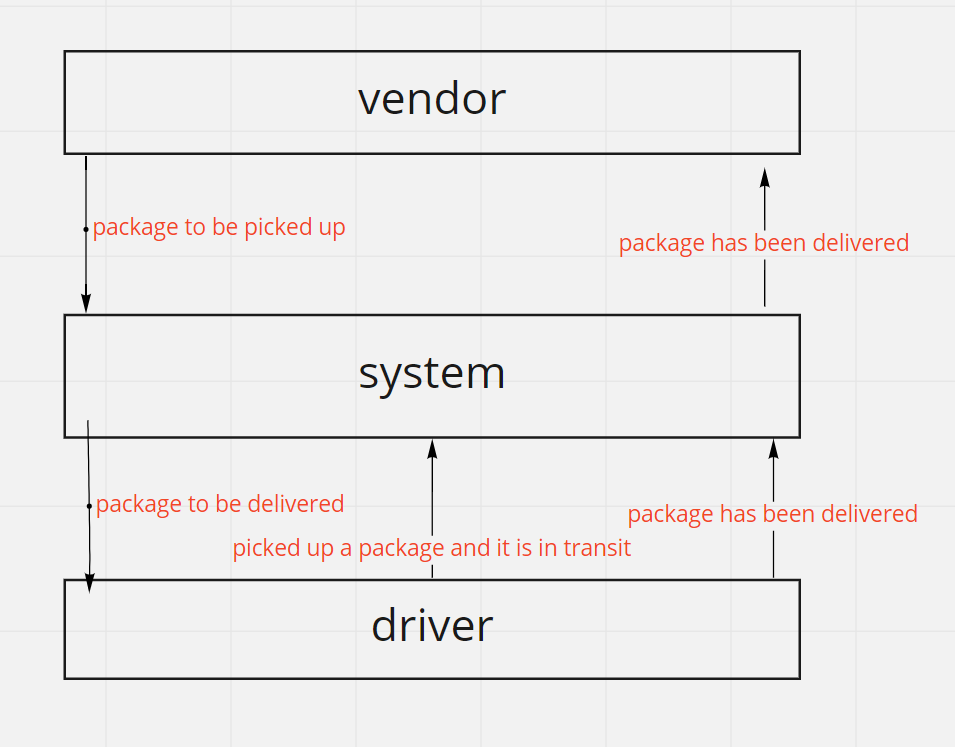 vendor
package to be picked up
package has been delivered
system
package to be delivered
package has been delivered
picked up a package and it is in transit
driver